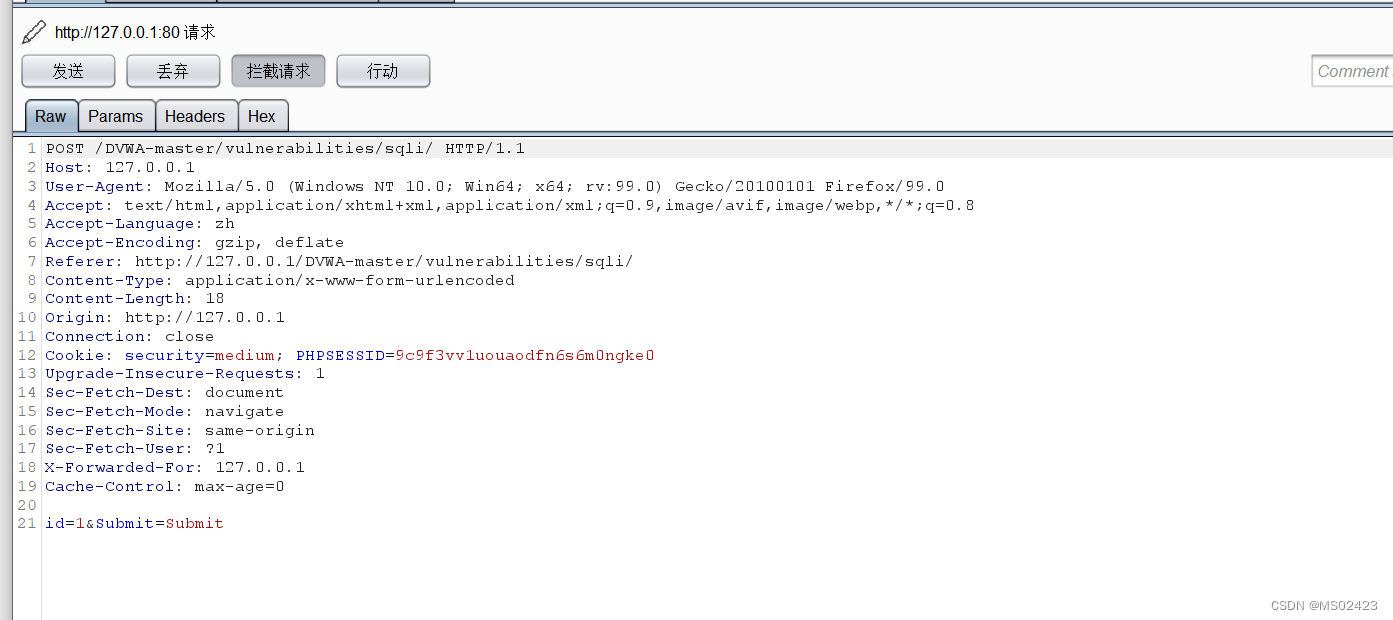 http://127.0.0.1:80 请求
发送 丢弃 拦截请求 行动
Comment
Raw Params Headers Hex
1 POST /DVWA-master/vulnerabilities/sqli/ HTTP/1.1
2 Host: 127.0.0.1
3 User-Agent: Mozilla/5.0 (Windows NT 10.0; Win64; x64; rv:99.0) Gecko/20100101 Firefox/99.0
4 Accept: text/html,application/xhtml+xml,application/xml;q=0.9,image/avif,image/webp,*/*;q=0.8
5 Accept-Language: zh
6 Accept-Encoding: gzip, deflate
7 Referer: http://127.0.0.1/DVWA-master/vulnerabilities/sqli/
8 Content-Type: application/x-www-form-urlencoded
9 Content-Length: 18
10 Origin: http://127.0.0.1
11 Connection: close
12 Cookie: security=medium; PHPSESSID=9c9f3vv1uouaodfn6s6m0ngke0
13 Upgrade-Insecure-Requests: 1
14 Sec-Fetch-Dest: document
15 Sec-Fetch-Mode: navigate
16 Sec-Fetch-Site: same-origin
17 Sec-Fetch-User: ?1
18 X-Forwarded-For: 127.0.0.1
19 Cache-Control: max-age=0
20
21 id=1&Submit=Submit
CSDN @MS02423